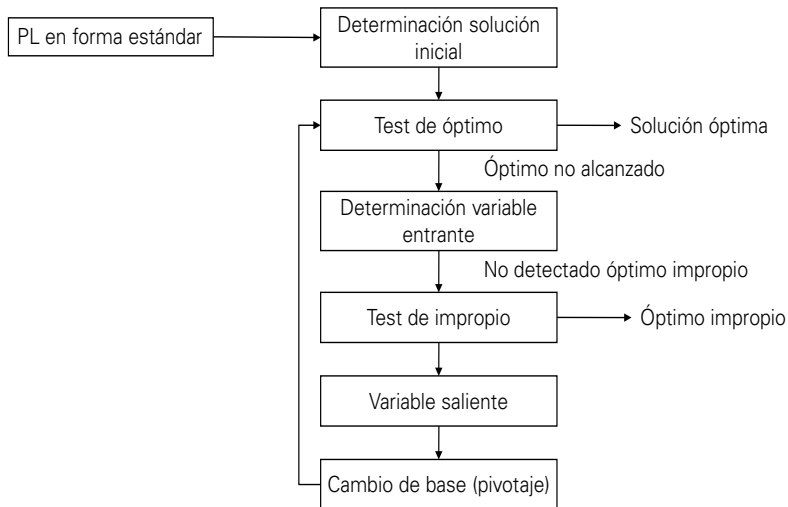 PL en forma estándar
Determinación solución
inicial
Test de óptimo
Solución óptima
Óptimo no alcanzado
Determinación variable
entrante
No detectado óptimo impropio
Test de impropio
Óptimo impropio
Variable saliente
Cambio de base (pivotaje)